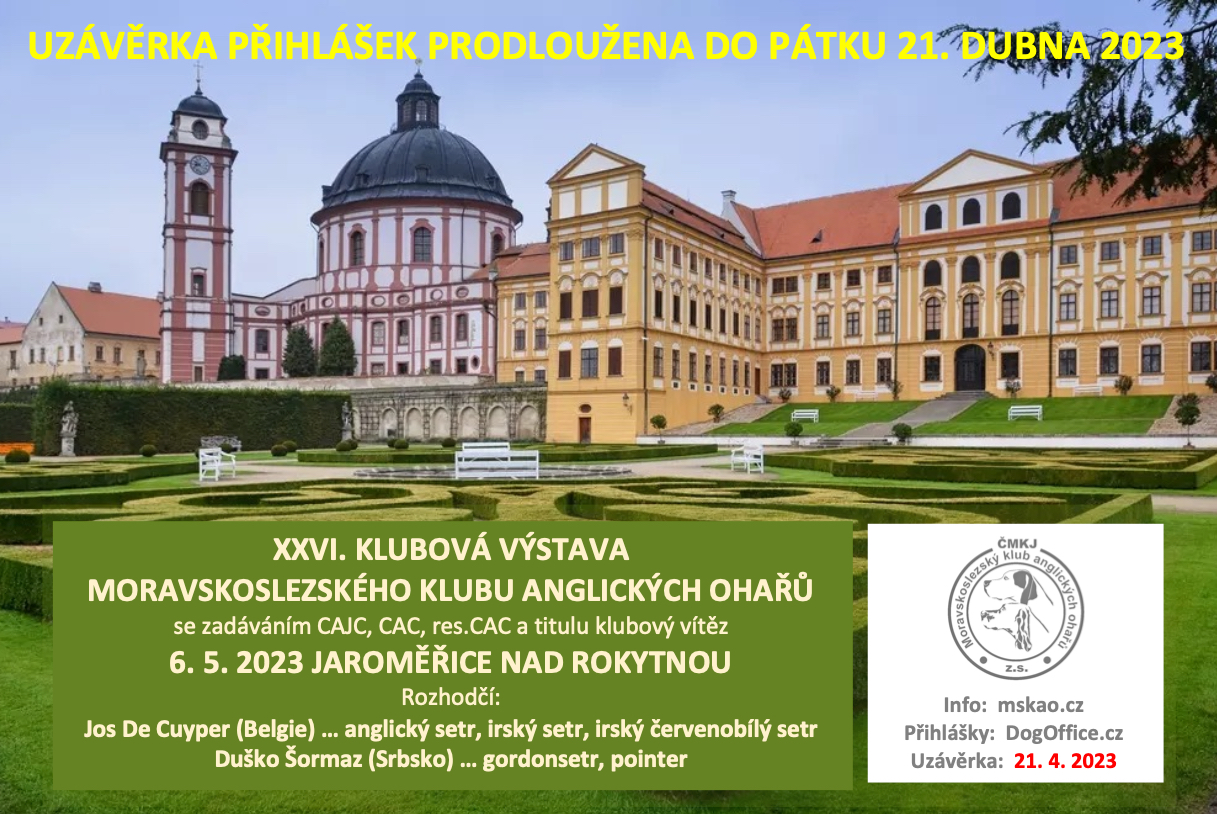 UZÁVĚRKA PŘIHLÁŠEK PRODLOUŽENA DO PÁTKU 21. DUBNA 2023
XXVI. KLUBOVÁ VÝSTAVA
MORAVSKOSLEZSKÉHO KLUBU ANGLICKÝCH OHAŘŮ
se zadáváním CAJC, CAC, res.CAC a titulu klubový vítěz
6. 5. 2023 JAROMĚŘICE NAD ROKYTNOU
Rozhodčí:
Jos De Cuyper (Belgie) ... anglický setr, irský setr, irský červenobílý setr
Duško Šormaz (Srbsko) ... gordonsetr, pointer
ČMKJ
Moravskoslezský klub anglických ohařů
z.s.
Info: mskao.cz
Přihlášky: DogOffice.cz
Uzávěrka: 21. 4. 2023